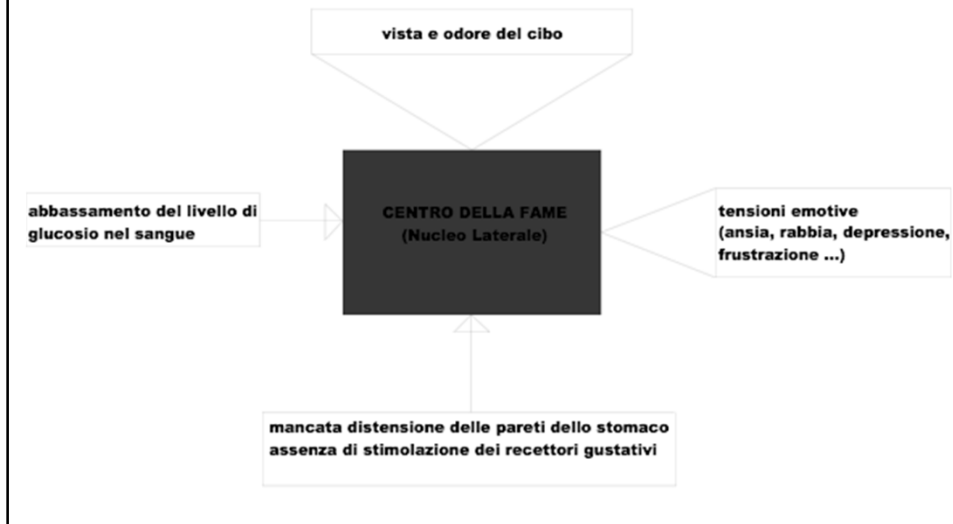 vista e odore del cibo
abbassamento del livello di
glucosio nel sangue
CENTRO DELLA FAME
(Nucleo Laterale)
tensioni emotive
(ansia, rabbia, depressione,
frustrazione ...)
mancata distensione delle pareti dello stomaco
assenza di stimolazione dei recettori gustativi